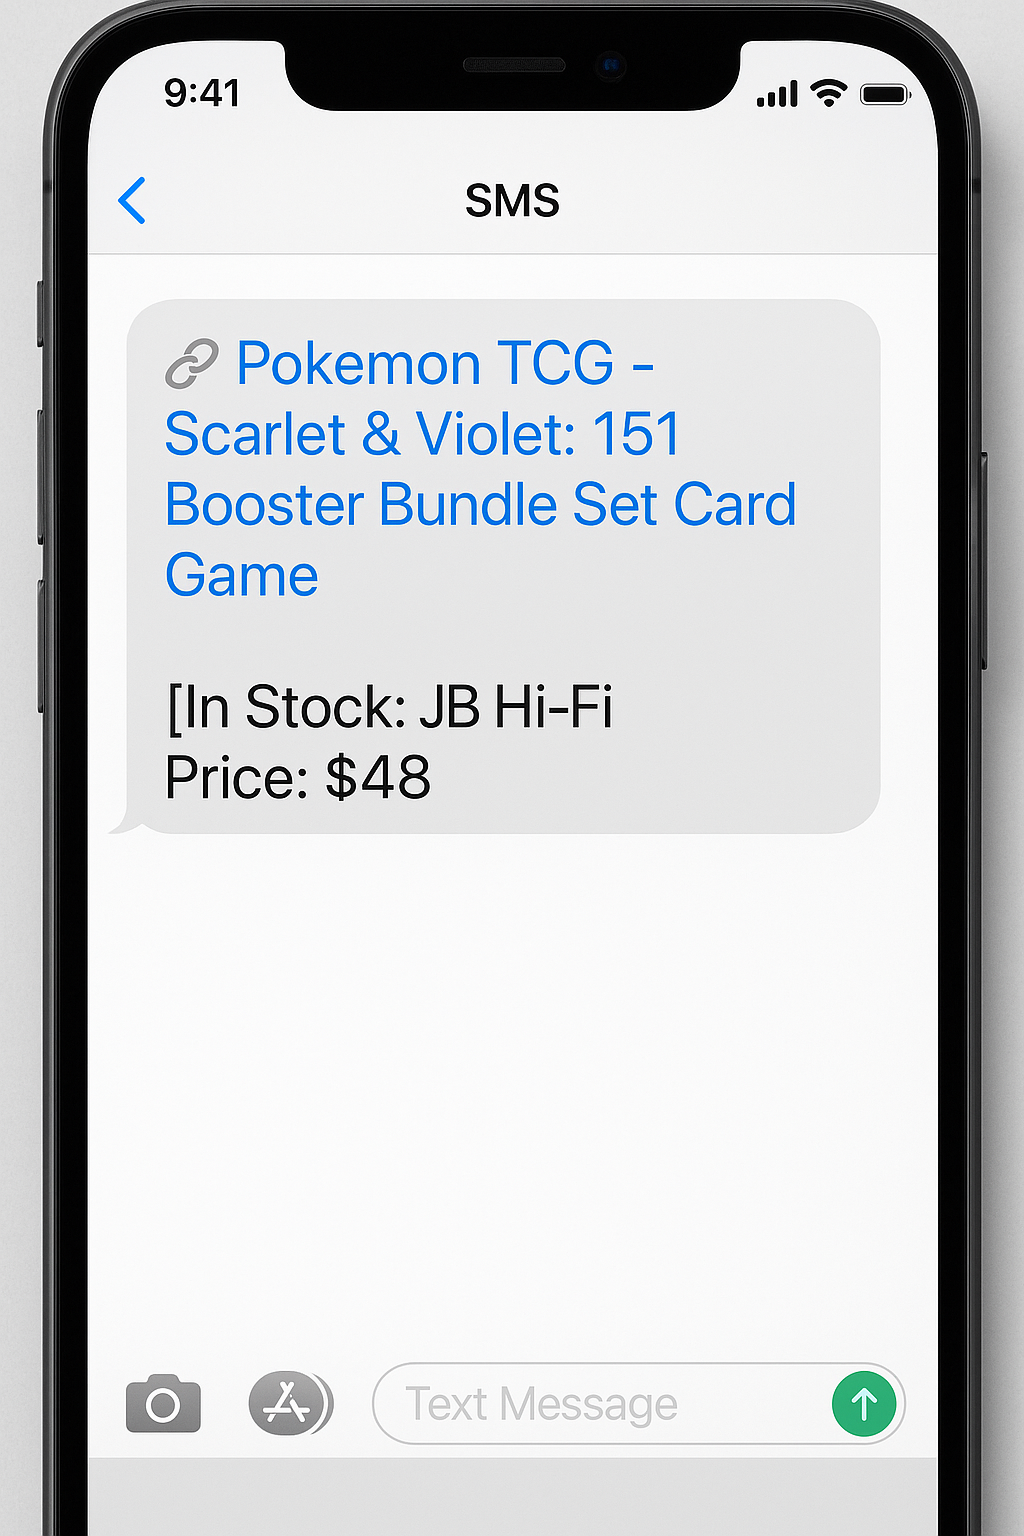 9:41
SMS
Pokemon TCG -
Scarlet & Violet: 151
Booster Bundle Set Card
Game
[In Stock: JB Hi-Fi
Price: $48
Text Message